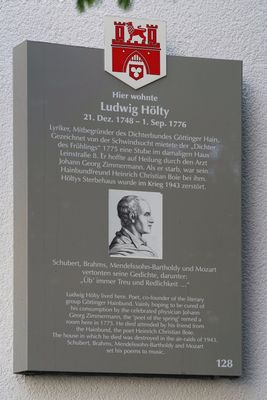 Hier wohnte
Ludwig Hölty
21. Dez. 1748 – 1. Sep. 1776
Lyriker, Mitbegründer des Dichterbundes Göttinger Hain.
Gezeichnet von der Schwindsucht mietete der „Dichter
des Frühlings“ 1775 eine Stube im damaligen Haus
Leinstraße 8. Er hoffte auf Heilung durch den Arzt
Johann Georg Zimmermann. Als er starb, war sein
Hainbundfreund Heinrich Christian Boie bei ihm.
Höltys Sterbehaus wurde im Krieg 1943 zerstört.
Schubert, Brahms, Mendelssohn-Bartholdy und Mozart
vertonten seine Gedichte, darunter:
„Üb' immer Treu und Redlichkeit ...“
Ludwig Hölty lived here. Poet, co-founder of the literary
group Göttinger Hainbund. Vainly hoping to be cured of
his consumption by the celebrated physician Johann
Georg Zimmermann, the 'poet of the spring' rented a
room here in 1775. He died attended by his friend from
the Hainbund, the poet Heinrich Christian Boie.
The house in which he died was destroyed in the air-raids of 1943.
Schubert, Brahms, Mendelssohn-Bartholdy and Mozart
set his poems to music.
128